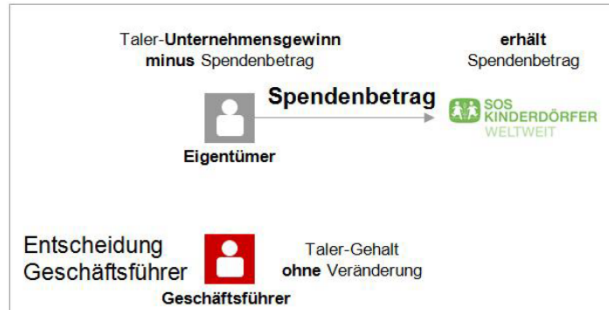 Taler-Unternehmensgewinn
minus Spendenbetrag
erhält
Spendenbetrag
Spendenbetrag
SOS
KINDERDÖRFER
WELTWEIT
Eigentümer
Entscheidung
Geschäftsführer
Taler-Gehalt
ohne Veränderung
Geschäftsführer